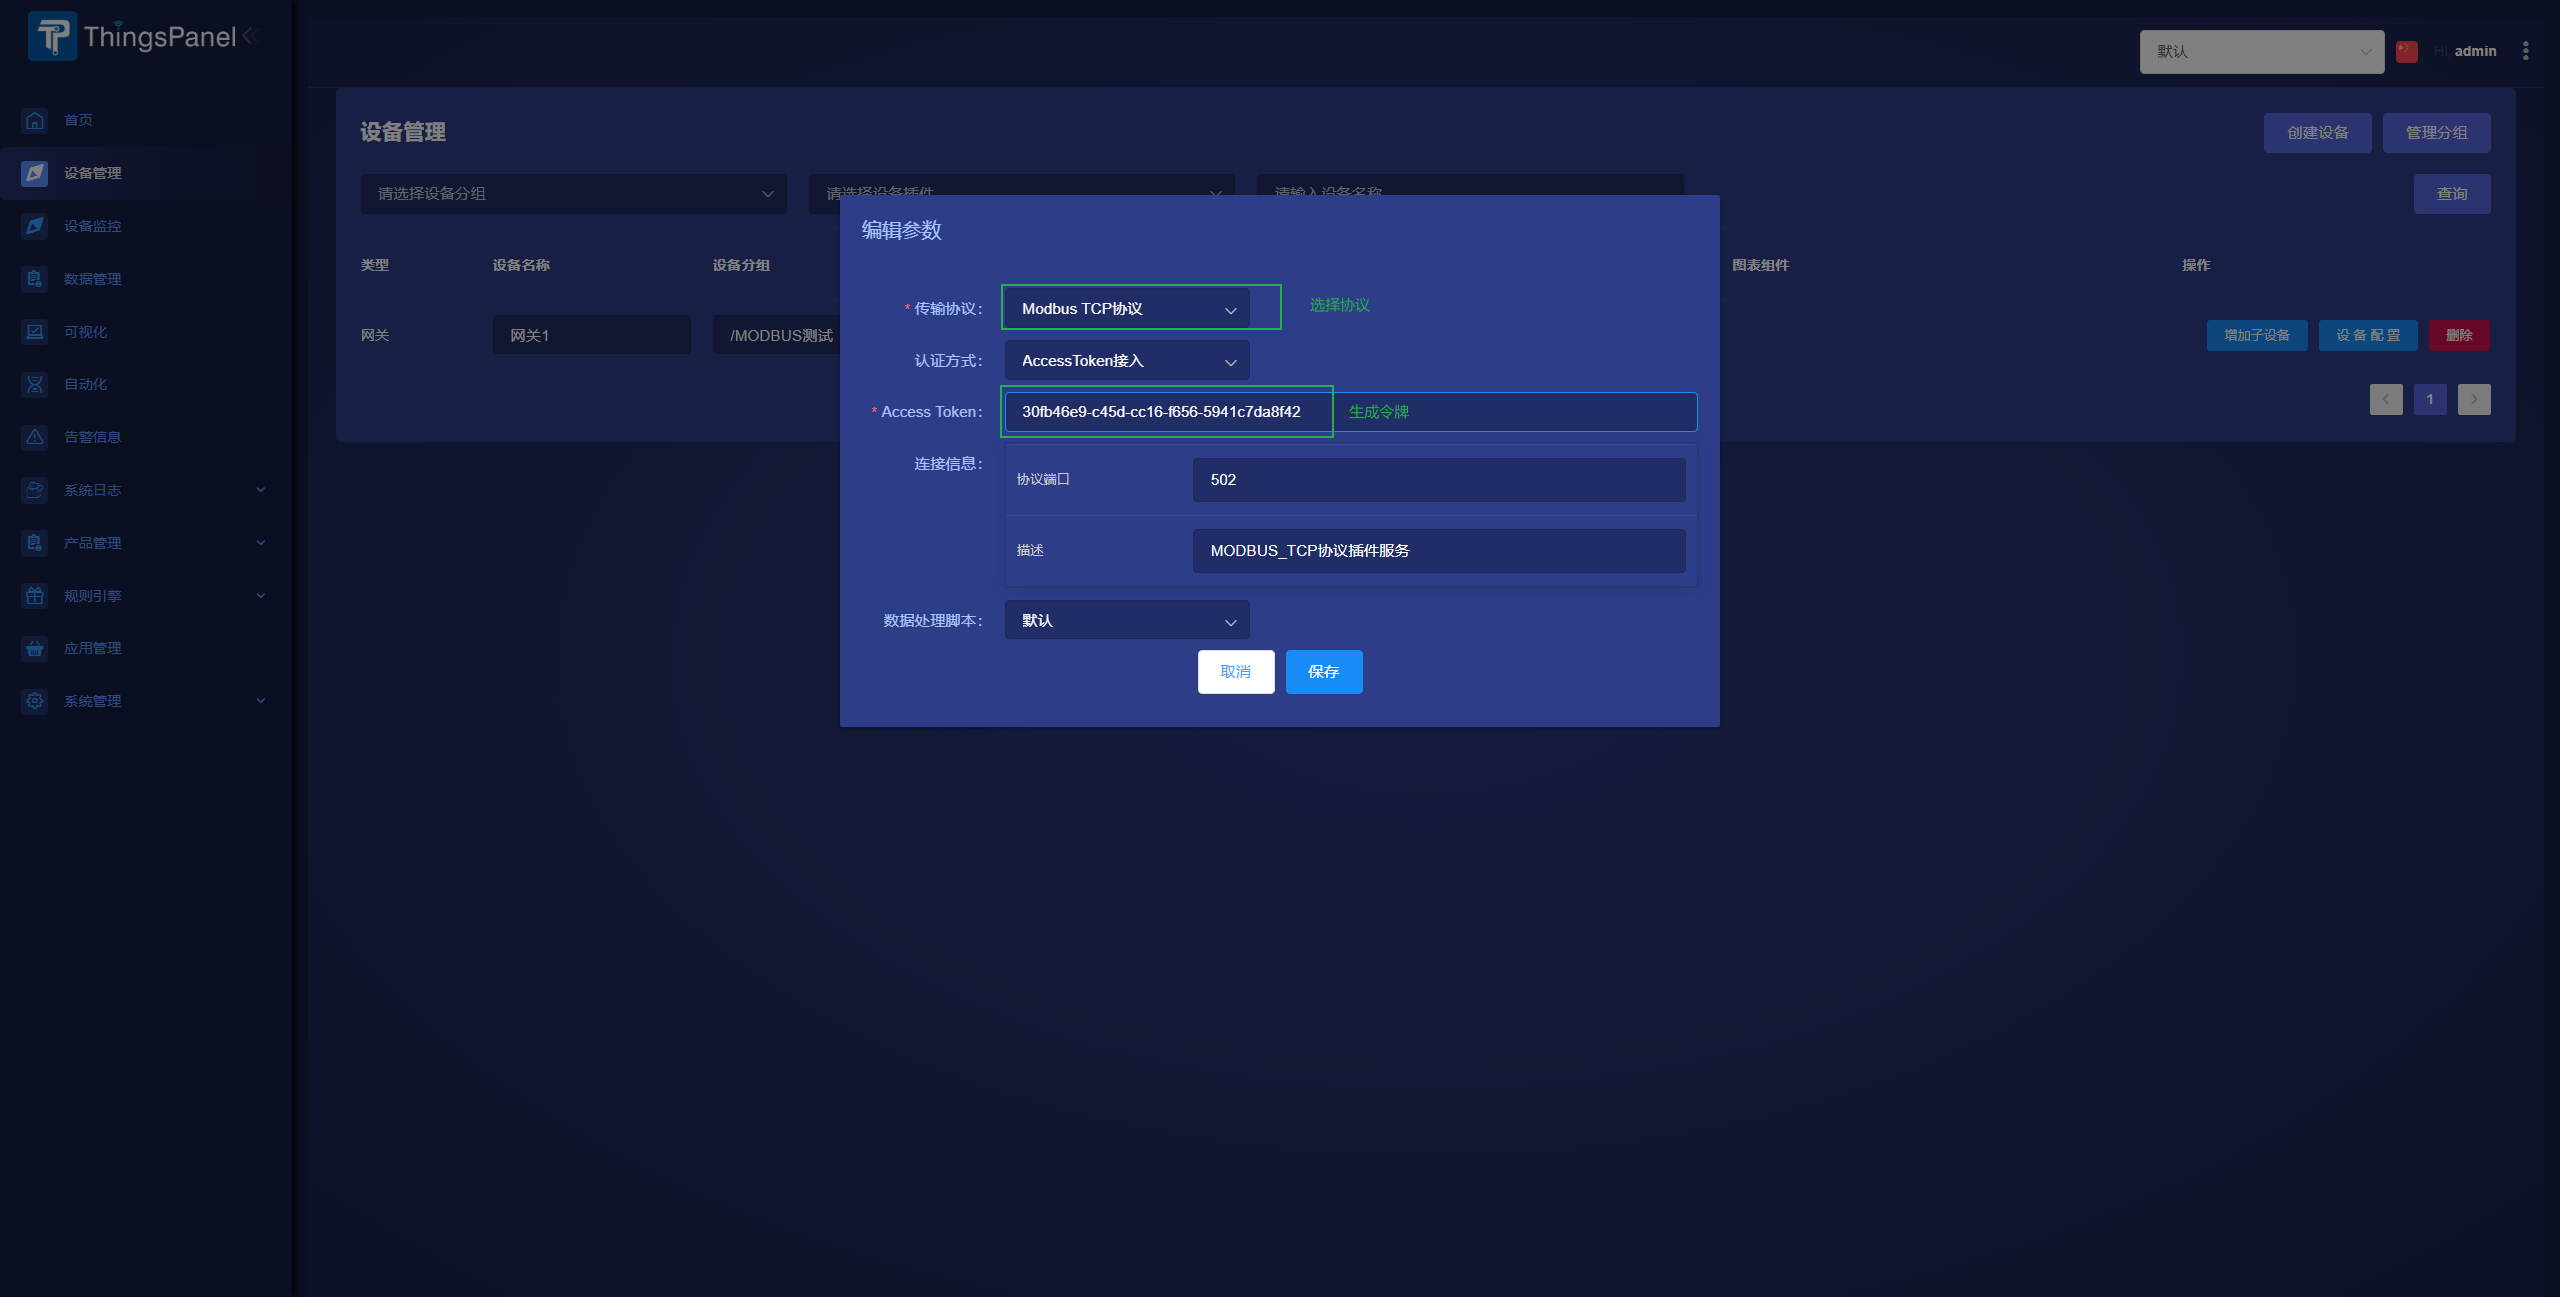 ThingsPanel
默认
Hi, admin
首页
设备管理
设备监控
数据管理
可视化
自动化
告警信息
系统日志
产品管理
规则引擎
应用管理
系统管理
设备管理
创建设备
管理分组
请选择设备分组
请选择设备插件
请输入设备名称
查询
类型
设备名称
设备分组
图表组件
操作
网关
网关1
/MODBUS测试
增加子设备
设 备 配 置
删除
1
编辑参数
* 传输协议：
Modbus TCP协议
选择协议
认证方式：
AccessToken接入
* Access Token：
30fb46e9-c45d-cc16-f656-5941c7da8f42
生成令牌
连接信息：
协议端口
502
描述
MODBUS_TCP协议插件服务
数据处理脚本：
默认
取消
保存